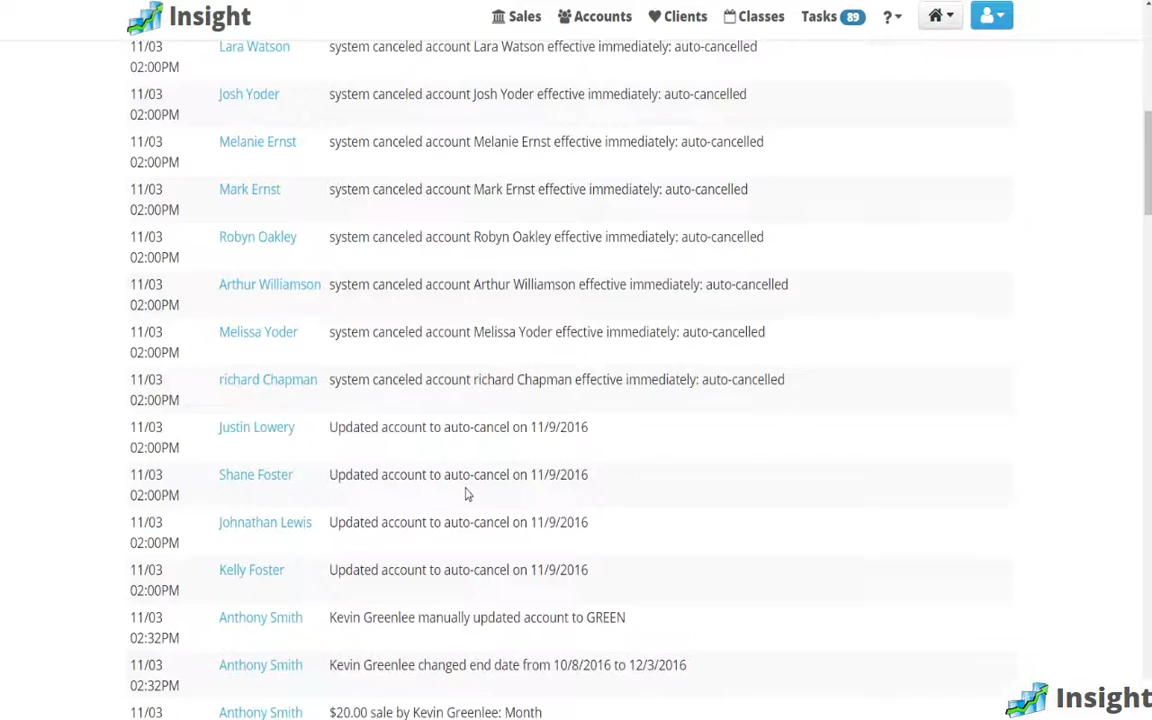 Insight
Sales Accounts Clients Classes Tasks 89 ?
11/03 Lara Watson system canceled account Lara Watson effective immediately: auto-cancelled
02:00PM
11/03 Josh Yoder system canceled account Josh Yoder effective immediately: auto-cancelled
02:00PM
11/03 Melanie Ernst system canceled account Melanie Ernst effective immediately: auto-cancelled
02:00PM
11/03 Mark Ernst system canceled account Mark Ernst effective immediately: auto-cancelled
02:00PM
11/03 Robyn Oakley system canceled account Robyn Oakley effective immediately: auto-cancelled
02:00PM
11/03 Arthur Williamson system canceled account Arthur Williamson effective immediately: auto-cancelled
02:00PM
11/03 Melissa Yoder system canceled account Melissa Yoder effective immediately: auto-cancelled
02:00PM
11/03 richard Chapman system canceled account richard Chapman effective immediately: auto-cancelled
02:00PM
11/03 Justin Lowery Updated account to auto-cancel on 11/9/2016
02:00PM
11/03 Shane Foster Updated account to auto-cancel on 11/9/2016
02:00PM
11/03 Johnathan Lewis Updated account to auto-cancel on 11/9/2016
02:00PM
11/03 Kelly Foster Updated account to auto-cancel on 11/9/2016
02:00PM
11/03 Anthony Smith Kevin Greenlee manually updated account to GREEN
02:32PM
11/03 Anthony Smith Kevin Greenlee changed end date from 10/8/2016 to 12/3/2016
02:32PM
11/03 Anthony Smith $20.00 sale by Kevin Greenlee: Month
Insight